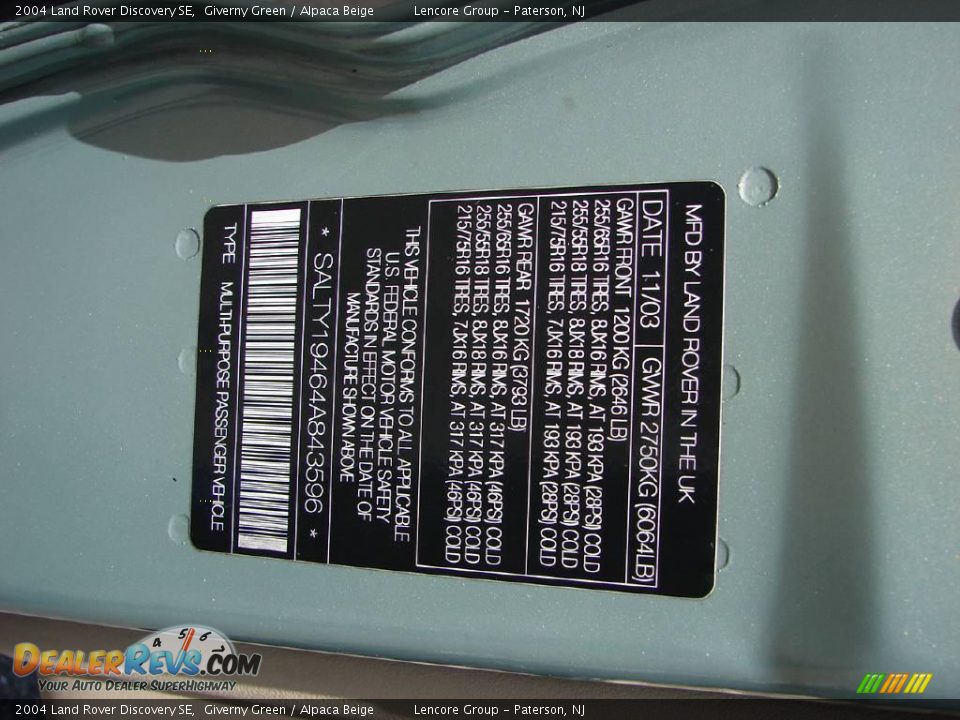 2004 Land Rover Discovery SE, Giverny Green / Alpaca Beige Lencore Group - Paterson, NJ
MFD BY LAND ROVER IN THE UK
DATE 11/03 GWR 2750KG (6064LB)
GAWR FRONT 1200 KG (2646 LB)
255/65R16 TIRES, 8JX16 RIMS, AT 193 KPA (28PSI) COLD
255/55R18 TIRES, 8JX18 RIMS, AT 193 KPA (28PSI) COLD
215/75R16 TIRES, 7JX16 RIMS, AT 193 KPA (28PSI) COLD
GAWR REAR 1720 KG (3793 LB)
255/65R16 TIRES, 8JX16 RIMS, AT 317 KPA (46PSI) COLD
255/55R18 TIRES, 8JX18 RIMS, AT 317 KPA (46PSI) COLD
215/75R16 TIRES, 7JX16 RIMS, AT 317 KPA (46PSI) COLD
THIS VEHICLE CONFORMS TO ALL APPLICABLE
U.S. FEDERAL MOTOR VEHICLE SAFETY
STANDARDS IN EFFECT ON THE DATE OF
MANUFACTURE SHOWN ABOVE
* SALTY19464A843596 *
TYPE MULTI-PURPOSE PASSENGER VEHICLE
4 5 6
DEALERREVS.COM
YOUR AUTO DEALER SUPERHIGHWAY
2004 Land Rover Discovery SE, Giverny Green / Alpaca Beige Lencore Group - Paterson, NJ